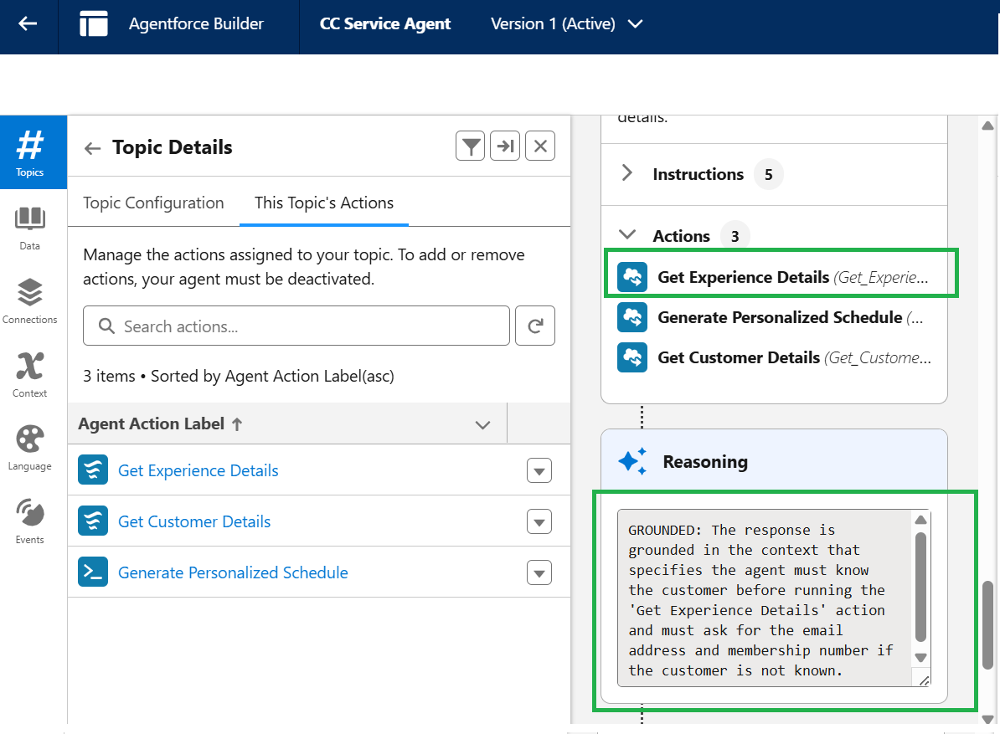 Agentforce Builder
CC Service Agent
Version 1 (Active)
Topics
Data
Connections
Context
Language
Events
Topic Details
Topic Configuration
This Topic's Actions
Manage the actions assigned to your topic. To add or remove
actions, your agent must be deactivated.
Search actions...
3 items • Sorted by Agent Action Label(asc)
Agent Action Label
Get Experience Details
Get Customer Details
Generate Personalized Schedule
details.
Instructions 5
Actions 3
Get Experience Details (Get_Experie...
Generate Personalized Schedule (...
Get Customer Details (Get_Custome...
Reasoning
GROUNDED: The response is
grounded in the context that
specifies the agent must know
the customer before running the
'Get Experience Details' action
and must ask for the email
address and membership number if
the customer is not known.